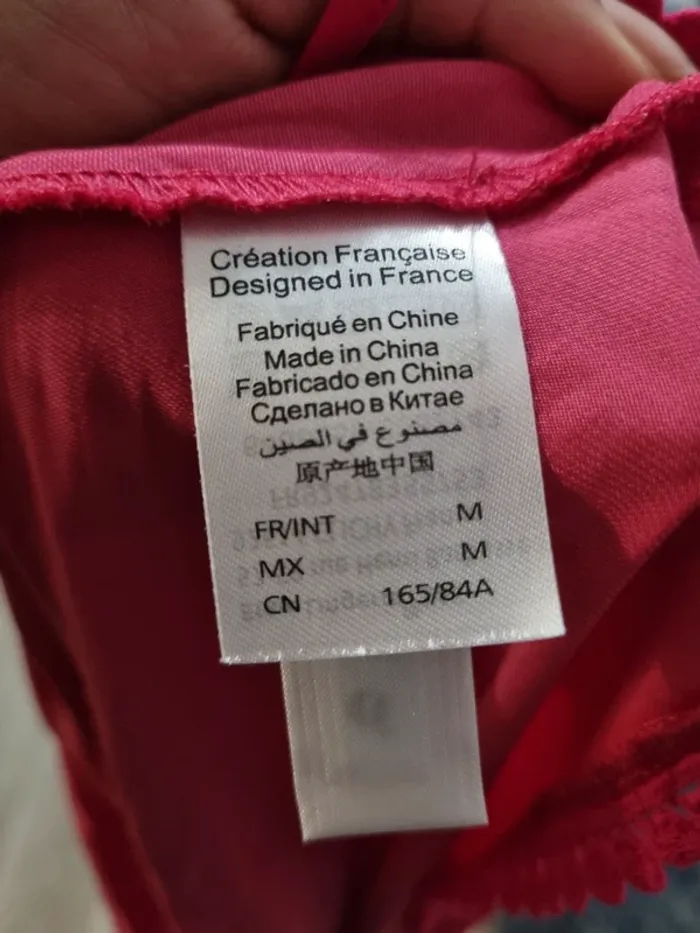 Création Française
Designed in France
Fabriqué en Chine
Made in China
Fabricado en China
Сделано в Китае
مصنوع في الصين
原产地中国
FR/INT M
MX M
CN 165/84A